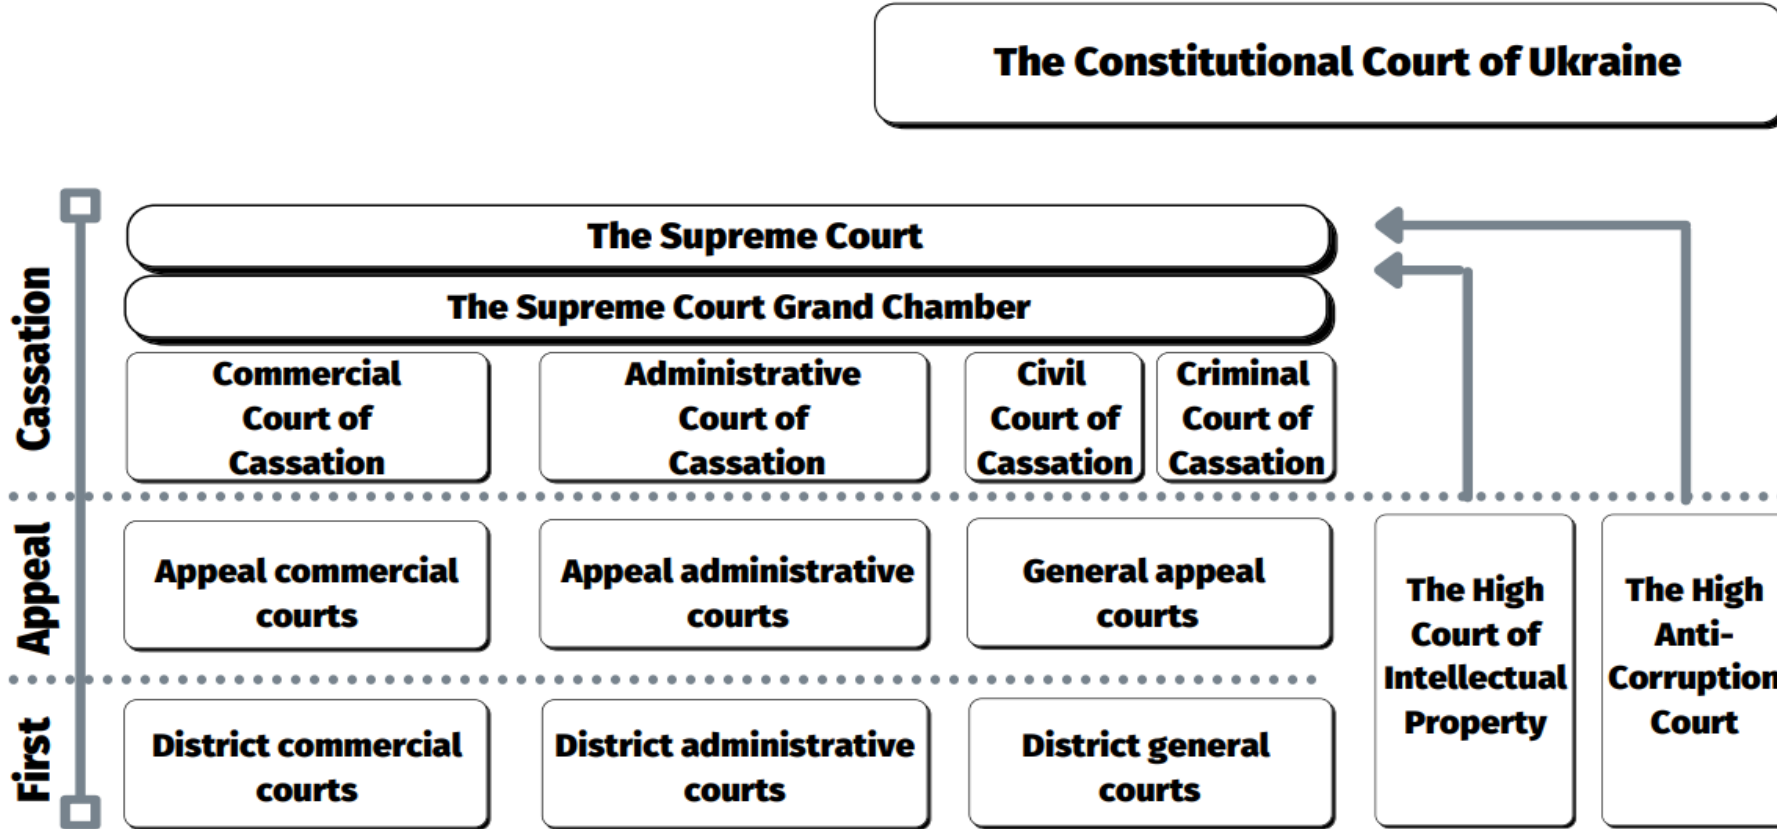 The Constitutional Court of Ukraine
Cassation
The Supreme Court
The Supreme Court Grand Chamber
Commercial
Court of
Cassation
Administrative
Court of
Cassation
Civil
Court of
Cassation
Criminal
Court of
Cassation
Appeal
Appeal commercial
courts
Appeal administrative
courts
General appeal
courts
The High
Court of
Intellectual
Property
The High
Anti-
Corruption
Court
First
District commercial
courts
District administrative
courts
District general
courts